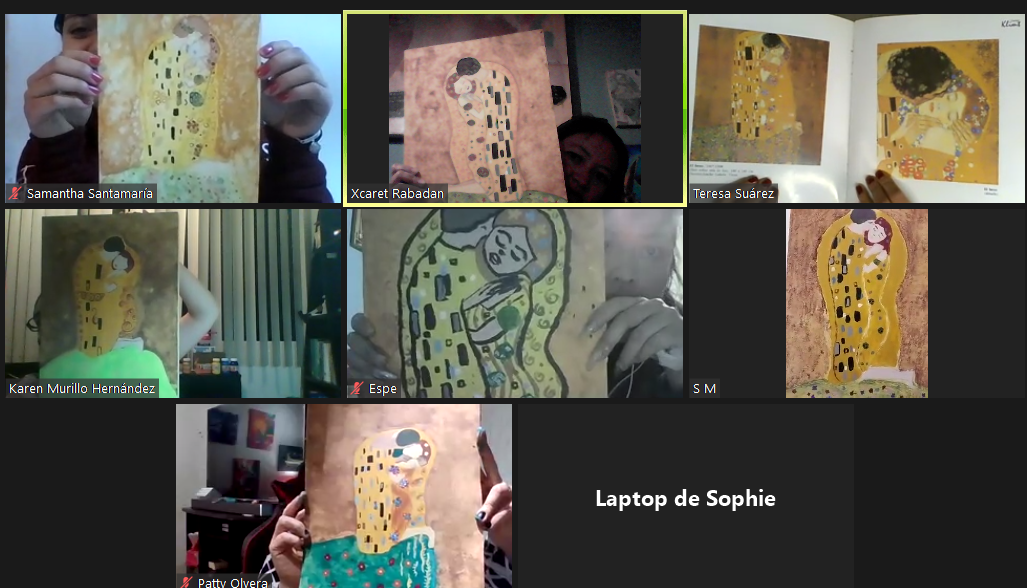 Samantha Santamaría
Xcaret Rabadan
Teresa Suárez
Karen Murillo Hernández
Espe
S M
Patty Olvera
Laptop de Sophie